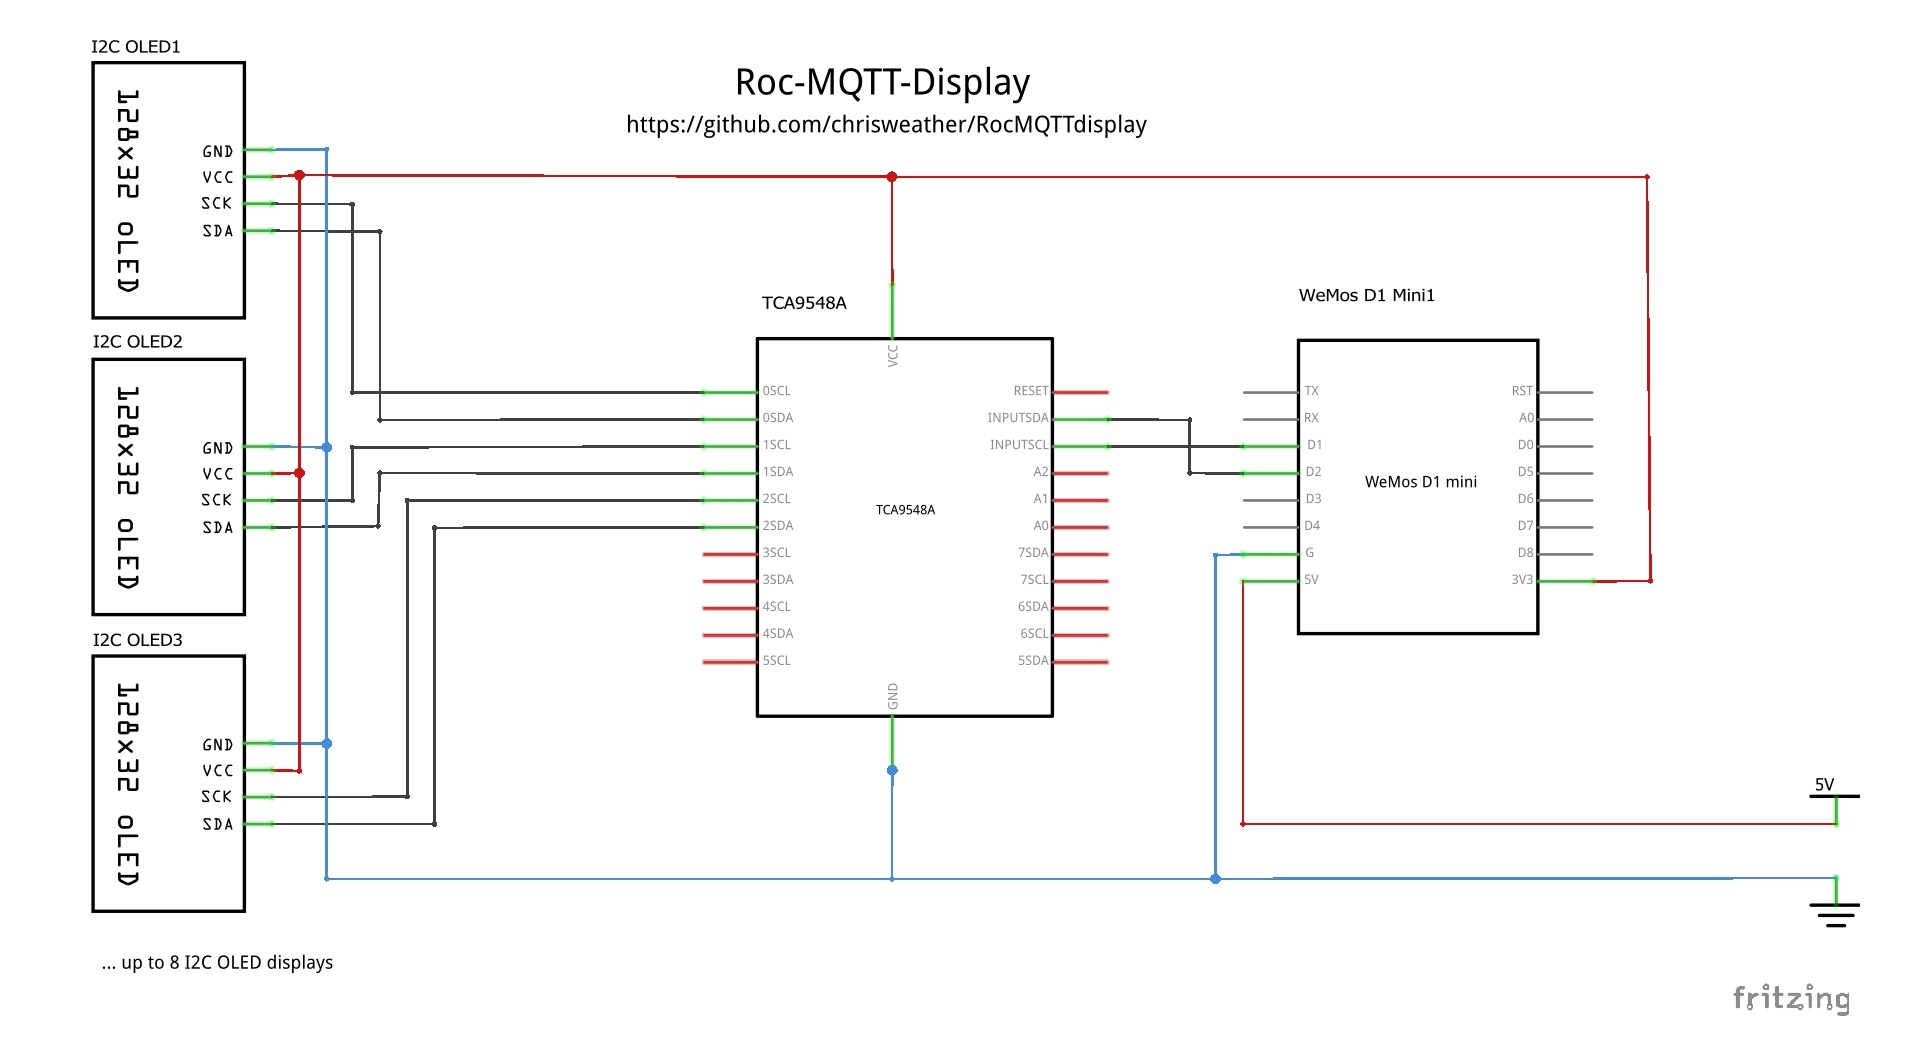 Roc-MQTT-Display
https://github.com/chrisweather/RocMQTTdisplay
I2C OLED1
128x32 OLED
GND
VCC
SCK
SDA
I2C OLED2
128x32 OLED
GND
VCC
SCK
SDA
I2C OLED3
128x32 OLED
GND
VCC
SCK
SDA
... up to 8 I2C OLED displays
TCA9548A
VCC
0SCL
0SDA
1SCL
1SDA
2SCL
2SDA
3SCL
3SDA
4SCL
4SDA
5SCL
TCA9548A
RESET
INPUTSDA
INPUTSCL
A2
A1
A0
7SDA
7SCL
6SDA
6SCL
5SDA
GND
WeMos D1 Mini1
TX
RX
D1
D2
D3
D4
G
5V
WeMos D1 mini
RST
A0
D0
D5
D6
D7
D8
3V3
5V
fritzing